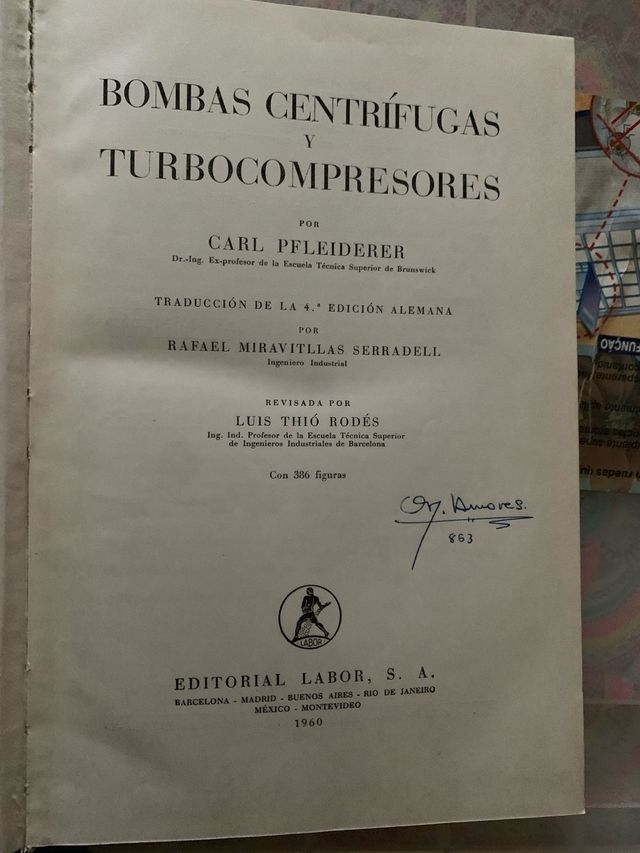 BOMBAS CENTRÍFUGAS
Y
TURBOCOMPRESORES
POR
CARL PFLEIDERER
Dr.-Ing. Ex-profesor de la Escuela Técnica Superior de Brunswick
TRADUCCIÓN DE LA 4.ª EDICIÓN ALEMANA
POR
RAFAEL MIRAVITLLAS SERRADELL
Ingeniero Industrial
REVISADA POR
LUIS THIÓ RODÉS
Ing. Ind. Profesor de la Escuela Técnica Superior
de Ingenieros Industriales de Barcelona
Con 386 figuras
Amores.
863
LABOR
EDITORIAL LABOR, S. A.
BARCELONA - MADRID - BUENOS AIRES - RIO DE JANEIRO
MÉXICO - MONTEVIDEO
1960
FUNÇÃO